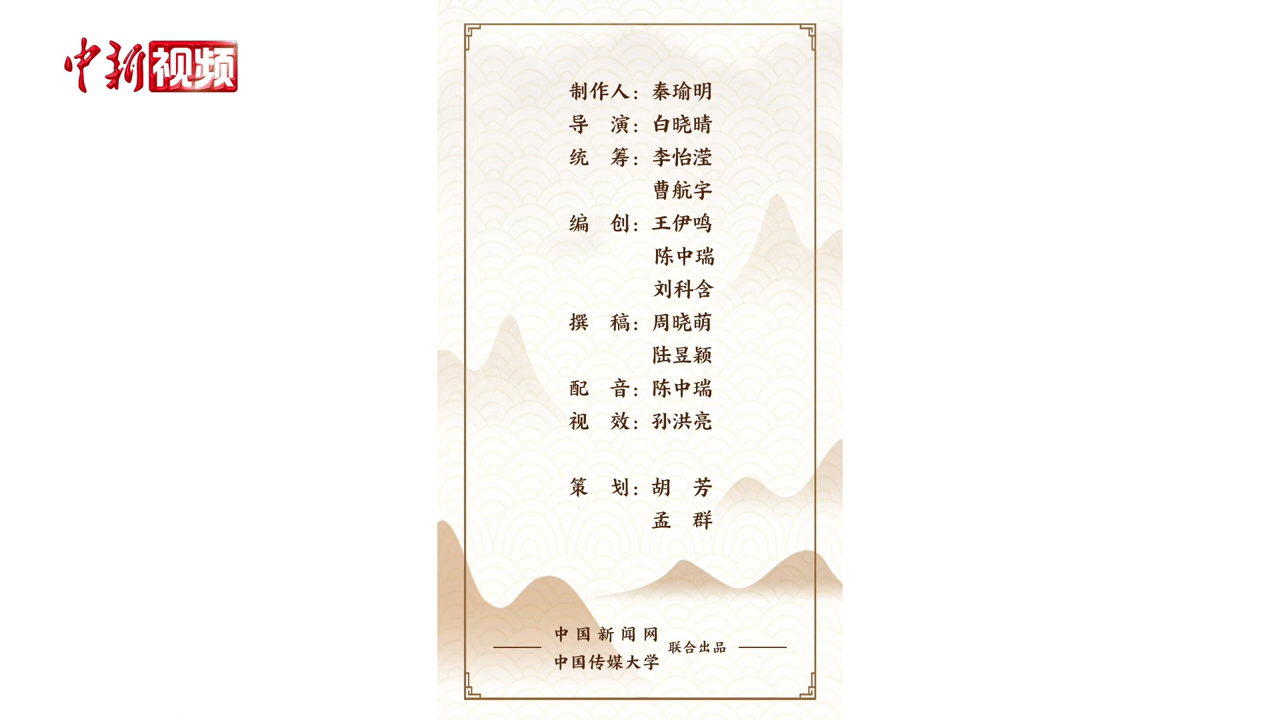 中新视频
制作人：秦瑜明
导　演：白晓晴
统　筹：李怡滢
曹航宇
编　创：王伊鸣
陈中瑞
刘科含
撰　稿：周晓萌
陆昱颖
配　音：陈中瑞
视　效：孙洪亮
策　划：胡　芳
孟　群
中国新闻网
中国传媒大学
联合出品